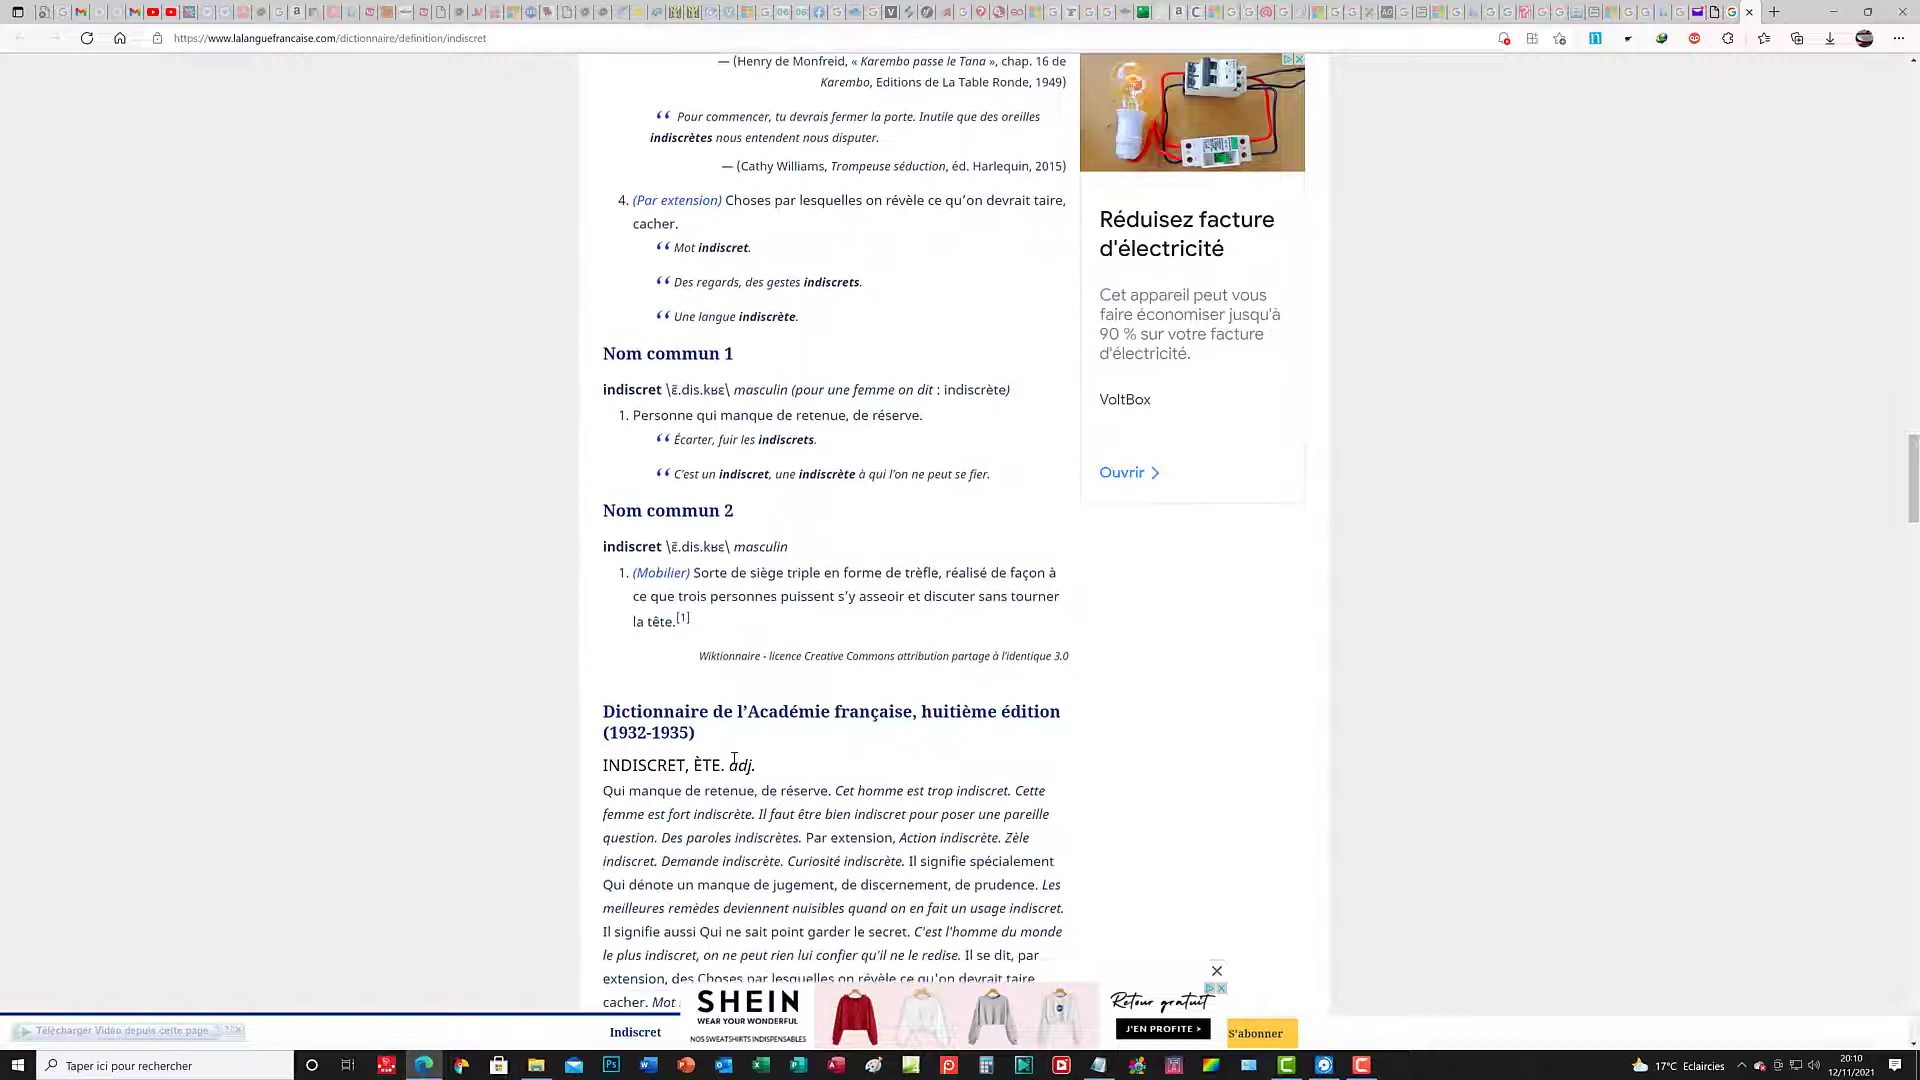 https://www.lalanguefrancaise.com/dictionnaire/definition/indiscret
— (Henry de Monfreid, « Karembo passe le Tana », chap. 16 de
Karembo, Editions de La Table Ronde, 1949)
“ Pour commencer, tu devrais fermer la porte. Inutile que des oreilles
indiscrètes nous entendent nous disputer.
— (Cathy Williams, Trompeuse séduction, éd. Harlequin, 2015)
4. (Par extension) Choses par lesquelles on révèle ce qu’on devrait taire,
cacher.
“ Mot indiscret.
“ Des regards, des gestes indiscrets.
“ Une langue indiscrète.
Nom commun 1
indiscret \ɛ̃.dis.kʁɛ\ masculin (pour une femme on dit : indiscrète)
1. Personne qui manque de retenue, de réserve.
“ Écarter, fuir les indiscrets.
“ C’est un indiscret, une indiscrète à qui l’on ne peut se fier.
Nom commun 2
indiscret \ɛ̃.dis.kʁɛ\ masculin
1. (Mobilier) Sorte de siège triple en forme de trèfle, réalisé de façon à
ce que trois personnes puissent s’y asseoir et discuter sans tourner
la tête.[1]
Wiktionnaire - licence Creative Commons attribution partage à l’identique 3.0
Dictionnaire de l’Académie française, huitième édition
(1932-1935)
INDISCRET, ÈTE. adj.
Qui manque de retenue, de réserve. Cet homme est trop indiscret. Cette
femme est fort indiscrète. Il faut être bien indiscret pour poser une pareille
question. Des paroles indiscrètes. Par extension, Action indiscrète. Zèle
indiscret. Demande indiscrète. Curiosité indiscrète. Il signifie spécialement
Qui dénote un manque de jugement, de discernement, de prudence. Les
meilleures remèdes deviennent nuisibles quand on en fait un usage indiscret.
Il signifie aussi Qui ne sait point garder le secret. C'est l'homme du monde
le plus indiscret, on ne peut rien lui confier qu'il ne le redise. Il se dit, par
extension, des Choses par lesquelles on révèle ce qu'on devrait taire
cacher. Mot
Réduisez facture
d'électricité
Cet appareil peut vous
faire économiser jusqu'à
90 % sur votre facture
d'électricité.
VoltBox
Ouvrir
SHEIN
WEAR YOUR WONDERFUL
NOS SWEATSHIRTS INDISPENSABLES
Retour gratuit
J'EN PROFITE >
Indiscret
S'abonner
Télécharger Vidéo depuis cette page
Taper ici pour rechercher
17°C Eclaircies
20:10
12/11/2021